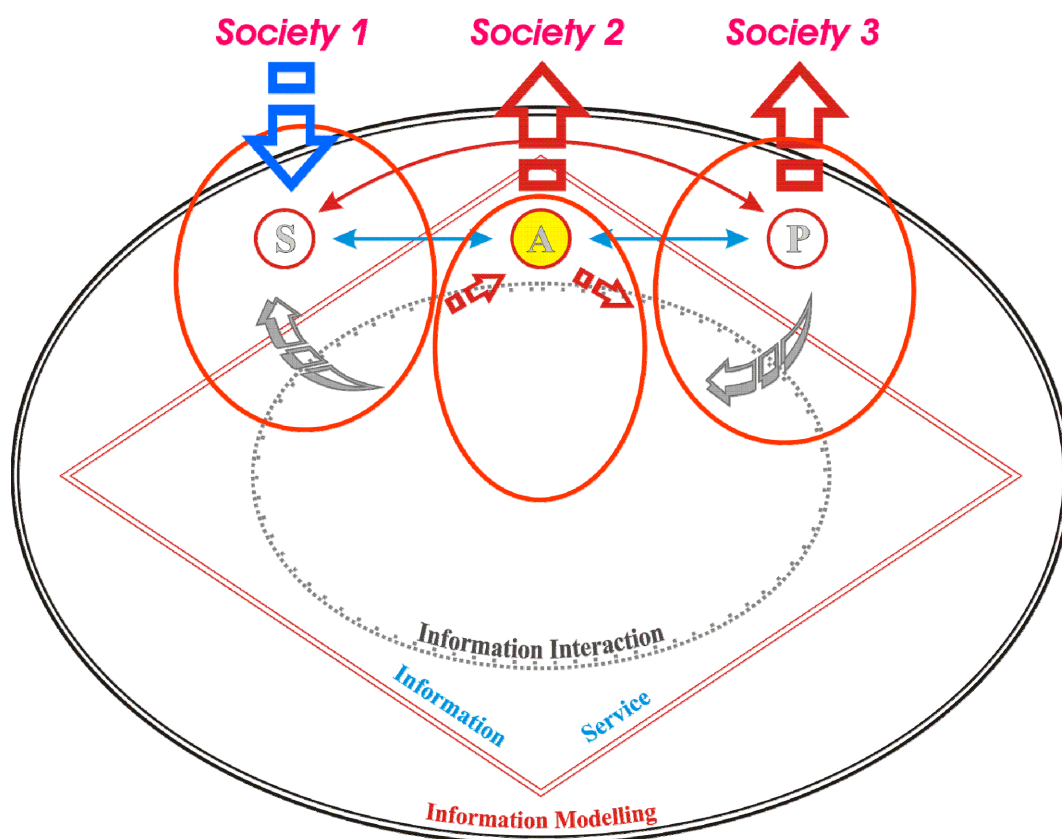 Society 1 Society 2 Society 3
S A P
Information Interaction
Information Service
Information Modelling